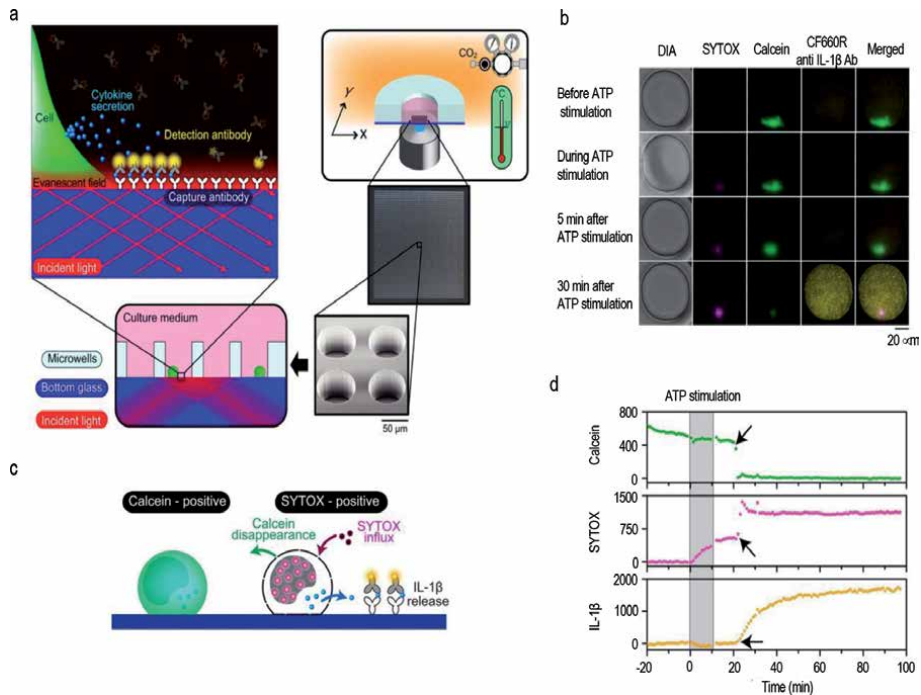 a
Cell
Cytokine
secretion
Detection antibody
Evanescent field
Capture antibody
Incident light
CO₂
y
X
°C
Culture medium
Microwells
Bottom glass
Incident light
50 µm
b
DIA
SYTOX
Calcein
CF660R
anti IL-1β Ab
Merged
Before ATP
stimulation
During ATP
stimulation
5 min after
ATP stimulation
30 min after
ATP stimulation
20 ∝m
c
Calcein - positive
SYTOX - positive
Calcein
disappearance
SYTOX
influx
IL-1β
release
d
ATP stimulation
800
400
0
Calcein
1500
750
0
SYTOX
2000
1000
0
IL-1β
-20 0 20 40 60 80 100
Time (min)